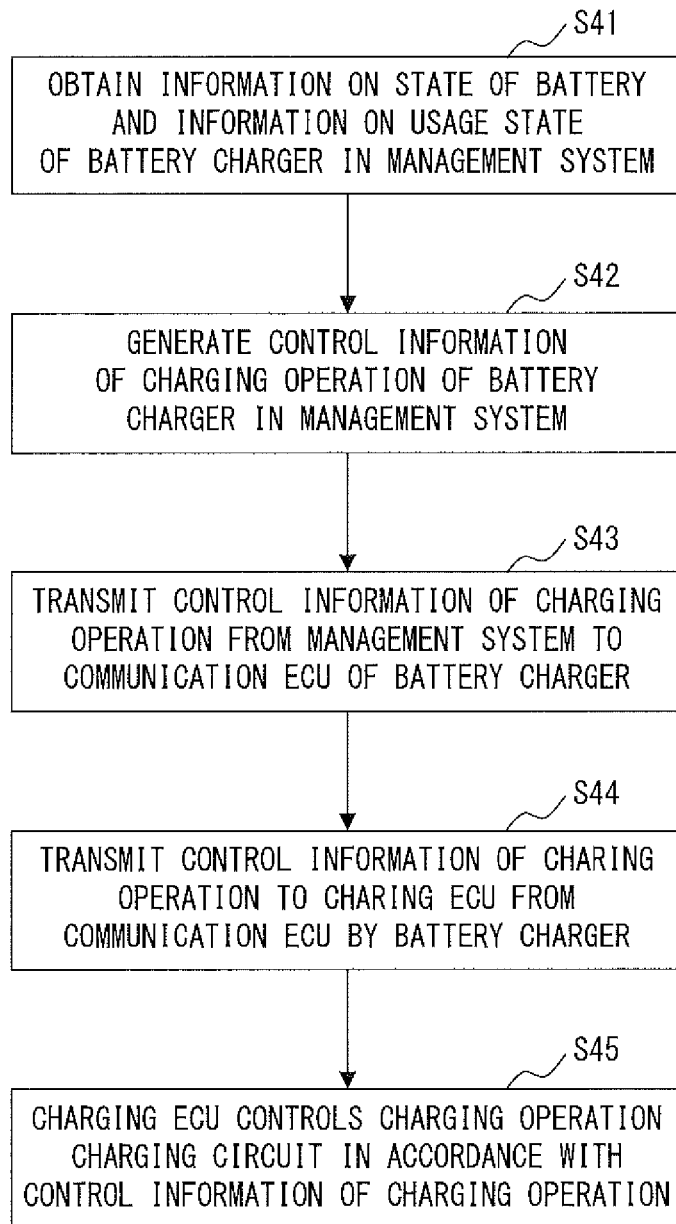 S41
OBTAIN INFORMATION ON STATE OF BATTERY
AND INFORMATION ON USAGE STATE
OF BATTERY CHARGER IN MANAGEMENT SYSTEM
S42
GENERATE CONTROL INFORMATION
OF CHARGING OPERATION OF BATTERY
CHARGER IN MANAGEMENT SYSTEM
S43
TRANSMIT CONTROL INFORMATION OF CHARGING
OPERATION FROM MANAGEMENT SYSTEM TO
COMMUNICATION ECU OF BATTERY CHARGER
S44
TRANSMIT CONTROL INFORMATION OF CHARING
OPERATION TO CHARING ECU FROM
COMMUNICATION ECU BY BATTERY CHARGER
S45
CHARGING ECU CONTROLS CHARGING OPERATION
CHARGING CIRCUIT IN ACCORDANCE WITH
CONTROL INFORMATION OF CHARGING OPERATION